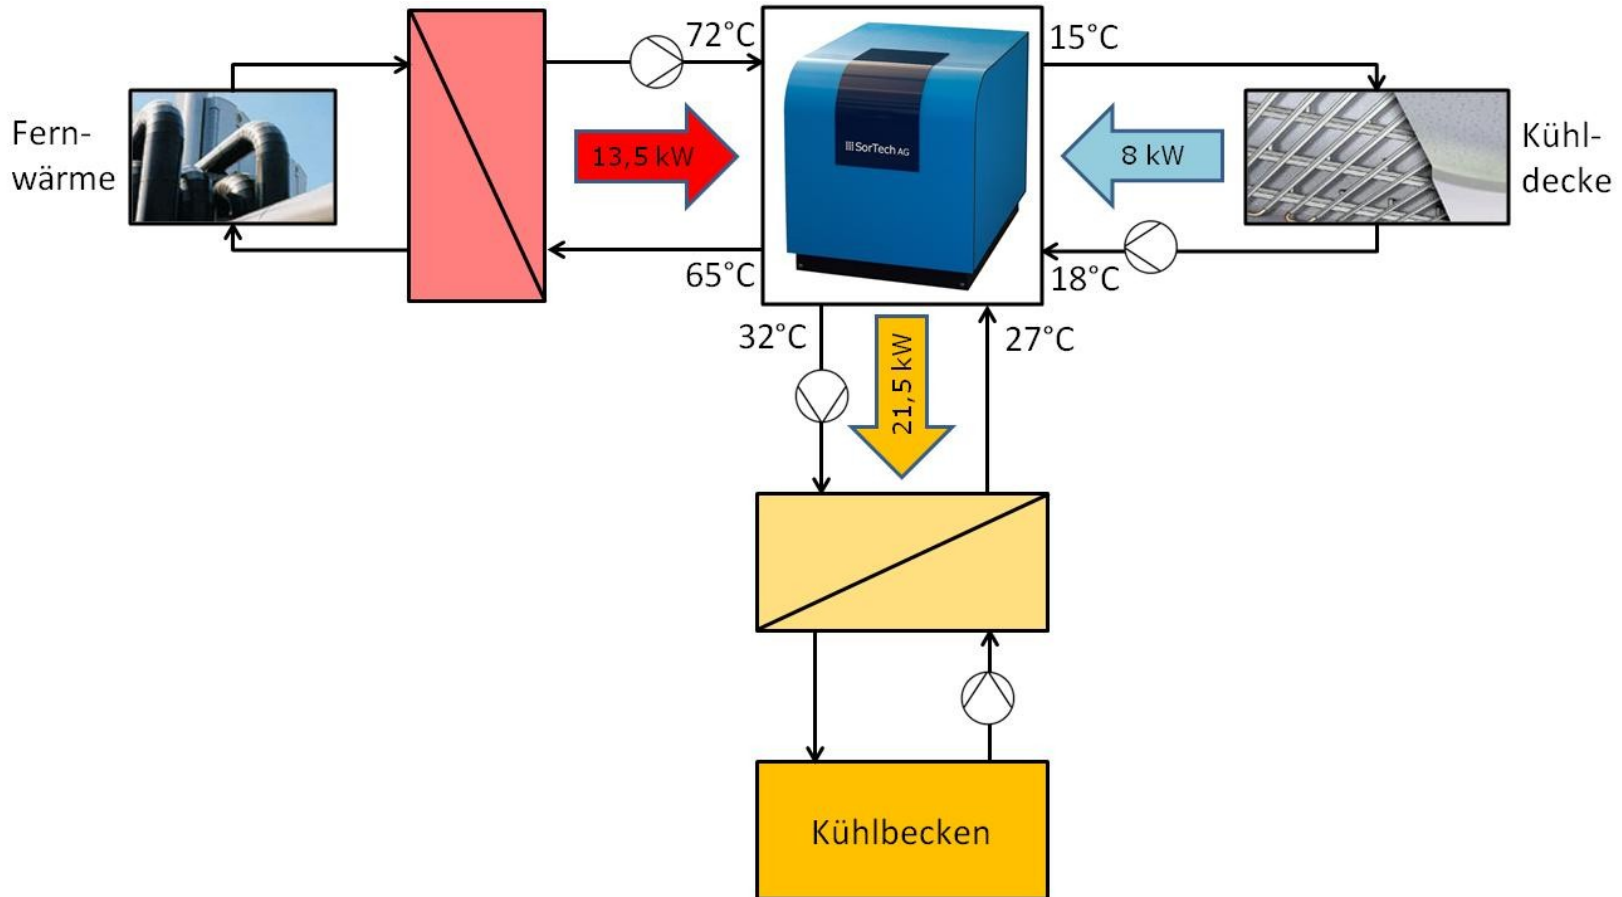 72°C
15°C
Fern-
wärme
13,5 kW
SorTech AG
8 kW
Kühl-
decke
65°C
18°C
32°C
27°C
21,5 kW
Kühlbecken